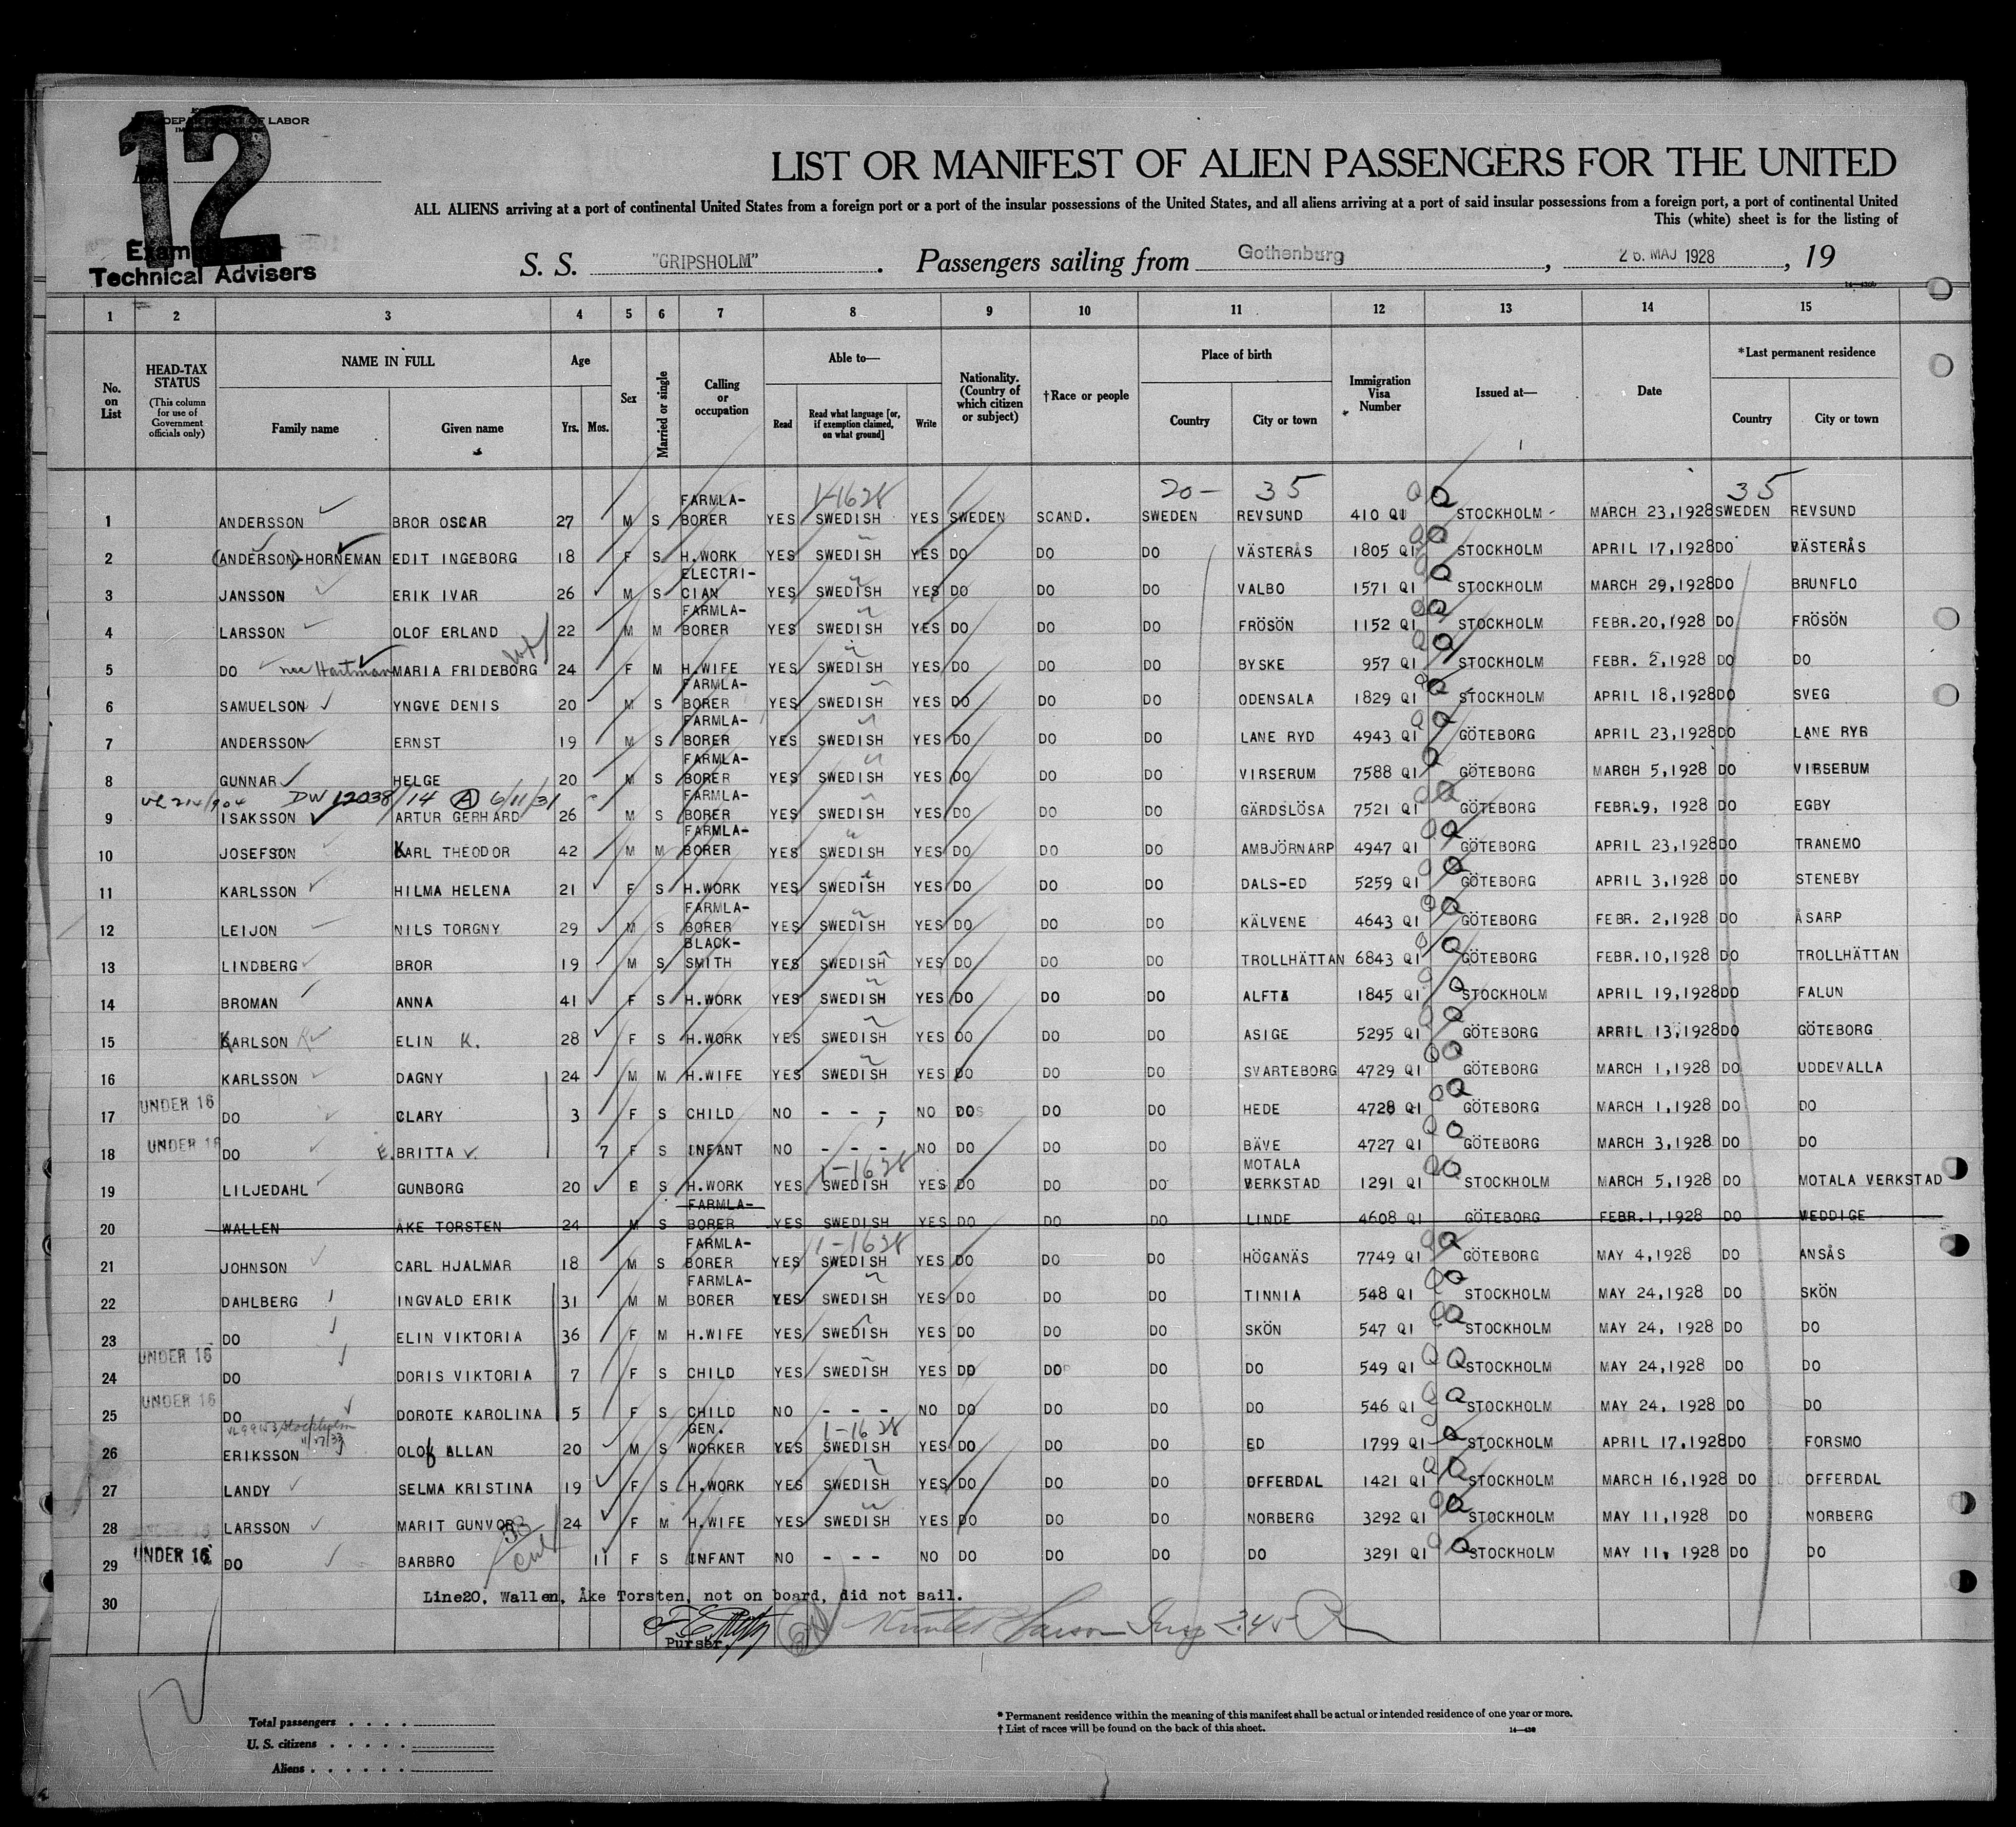 12
DEPARTMENT OF LABOR
No.
LIST OR MANIFEST OF ALIEN PASSENGERS FOR THE UNITED
ALL ALIENS arriving at a port of continental United States from a foreign port or a port of the insular possessions of the United States, and all aliens arriving at a port of said insular possessions from a foreign port, a port of continental United
This (white) sheet is for the listing of
Technical Advisers
S. S. "GRIPSHOLM". Passengers sailing from Gothenburg, 26. MAJ 1928, 19
1 2 3 4 5 6 7 8 9 10 11 12 13 14 15
No. on List
HEAD-TAX STATUS
(This column for use of Government officials only)
NAME IN FULL
Family name Given name
Age
Yrs. Mos.
Sex
Married or single
Calling or occupation
Able to—
Read Read what language [or, if exemption claimed, on what ground] Write
Nationality. (Country of which citizen or subject)
†Race or people
Place of birth
Country City or town
Immigration Visa Number
Issued at—
Date
*Last permanent residence
Country City or town
1-1628 20- 35 35
1 ANDERSSON BROR OSCAR 27 M S FARMLA-BORER YES SWEDISH YES SWEDEN SCAND. SWEDEN REVSUND 410 QI STOCKHOLM MARCH 23,1928 SWEDEN REVSUND
2 (ANDERSON)-HORNEMAN EDIT INGEBORG 18 F S H.WORK YES SWEDISH YES DO DO DO VÄSTERÅS 1805 QI STOCKHOLM APRIL 17,1928 DO VÄSTERÅS
3 JANSSON ERIK IVAR 26 M S ELECTRI-CIAN YES SWEDISH YES DO DO DO VALBO 1571 QI STOCKHOLM MARCH 29,1928 DO BRUNFLO
4 LARSSON OLOF ERLAND 22 M M FARMLA-BORER YES SWEDISH YES DO DO DO FRÖSÖN 1152 QI STOCKHOLM FEBR.20,1928 DO FRÖSÖN
5 DO nee Hartman MARIA FRIDEBORG 24 F M H.WIFE YES SWEDISH YES DO DO DO BYSKE 957 QI STOCKHOLM FEBR. 2,1928 DO DO
6 SAMUELSON YNGVE DENIS 20 M S FARMLA-BORER YES SWEDISH YES DO DO DO ODENSALA 1829 QI STOCKHOLM APRIL 18,1928 DO SVEG
7 ANDERSSON ERNST 19 M S FARMLA-BORER YES SWEDISH YES DO DO DO LANE RYD 4943 QI GÖTEBORG APRIL 23,1928 DO LANE RYR
8 GUNNAR HELGE 20 M S FARMLA-BORER YES SWEDISH YES DO DO DO VIRSERUM 7588 QI GÖTEBORG MARCH 5,1928 DO VIRSERUM
DW 12038/14 A 6/11/31
9 ISAKSSON ARTUR GERHARD 26 M S FARMLA-BORER YES SWEDISH YES DO DO DO GÄRDSLÖSA 7521 QI GÖTEBORG FEBR.9, 1928 DO EGBY
10 JOSEFSON KARL THEODOR 42 M M FARMLA-BORER YES SWEDISH YES DO DO DO AMBJÖRNARP 4947 QI GÖTEBORG APRIL 23,1928 DO TRANEMO
11 KARLSSON HILMA HELENA 21 F S H.WORK YES SWEDISH YES DO DO DO DALS-ED 5259 QI GÖTEBORG APRIL 3,1928 DO STENEBY
12 LEIJON NILS TORGNY 29 M S FARMLA-BORER YES SWEDISH YES DO DO DO KÄLVENE 4643 QI GÖTEBORG FEBR. 2,1928 DO ÅSARP
13 LINDBERG BROR 19 M S BLACK-SMITH YES SWEDISH YES DO DO DO TROLLHÄTTAN 6843 QI GÖTEBORG FEBR.10,1928 DO TROLLHÄTTAN
14 BROMAN ANNA 41 F S H.WORK YES SWEDISH YES DO DO DO ALFTA 1845 QI STOCKHOLM APRIL 19,1928 DO FALUN
15 KARLSON ELIN K. 28 F S H.WORK YES SWEDISH YES DO DO DO ASIGE 5295 QI GÖTEBORG APRIL 13,1928 DO GÖTEBORG
16 KARLSSON DAGNY 24 M M H.WIFE YES SWEDISH YES DO DO DO SVARTEBORG 4729 QI GÖTEBORG MARCH 1,1928 DO UDDEVALLA
17 UNDER 16 DO CLARY 3 F S CHILD NO - - - NO DO DO DO HEDE 4728 QI GÖTEBORG MARCH 1,1928 DO DO
18 UNDER 16 DO E. BRITTA 7 F S INFANT NO - - - NO DO DO DO BÄVE 4727 QI GÖTEBORG MARCH 3,1928 DO DO
1-1628
19 LILJEDAHL GUNBORG 20 F S H.WORK YES SWEDISH YES DO DO DO MOTALA VERKSTAD 1291 QI STOCKHOLM MARCH 5,1928 DO MOTALA VERKSTAD
20 WALLEN ÅKE TORSTEN 24 M S FARMLA-BORER YES SWEDISH YES DO DO DO LINDE 4608 QI GÖTEBORG FEBR.1,1928 DO VEDDIGE
1-1628
21 JOHNSON CARL HJALMAR 18 M S FARMLA-BORER YES SWEDISH YES DO DO DO HÖGANÄS 7749 QI GÖTEBORG MAY 4,1928 DO ANSÅS
22 DAHLBERG INGVALD ERIK 31 M M FARMLA-BORER YES SWEDISH YES DO DO DO TINNIA 548 QI STOCKHOLM MAY 24,1928 DO SKÖN
23 DO ELIN VIKTORIA 36 F M H.WIFE YES SWEDISH YES DO DO DO SKÖN 547 QI STOCKHOLM MAY 24, 1928 DO DO
24 UNDER 16 DO DORIS VIKTORIA 7 F S CHILD YES SWEDISH YES DO DO DO DO 549 QI STOCKHOLM MAY 24,1928 DO DO
25 UNDER 16 DO DOROTE KAROLINA 5 F S CHILD NO - - - NO DO DO DO DO 546 QI STOCKHOLM MAY 24, 1928 DO DO
Stockholm 1-16 28
26 ERIKSSON OLOF ALLAN 20 M S GEN. WORKER YES SWEDISH YES DO DO DO ED 1799 QI STOCKHOLM APRIL 17,1928 DO FORSMO
27 LANDY SELMA KRISTINA 19 F S H.WORK YES SWEDISH YES DO DO DO OFFERDAL 1421 QI STOCKHOLM MARCH 16,1928 DO OFFERDAL
28 LARSSON MARIT GUNVOR 24 F M H.WIFE YES SWEDISH YES DO DO DO NORBERG 3292 QI STOCKHOLM MAY 11,1928 DO NORBERG
29 UNDER 16 DO BARBRO 11 F S INFANT NO - - - NO DO DO DO DO 3291 QI STOCKHOLM MAY 11, 1928 DO DO
30 Line20, Wallen, Åke Torsten, not on board, did not sail.
Purser.
Total passengers
U. S. citizens
Aliens
* Permanent residence within the meaning of this manifest shall be actual or intended residence of one year or more.
† List of races will be found on the back of this sheet.
14—430